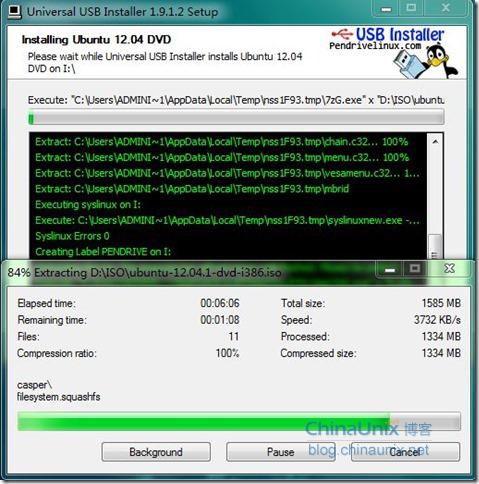 Universal USB Installer 1.9.1.2 Setup
Installing Ubuntu 12.04 DVD
Please wait while Universal USB Installer installs Ubuntu 12.04
DVD on I:\
USB Installer
Pendrivelinux.com
Execute: "C:\Users\ADMINI~1\AppData\Local\Temp\nss1F93.tmp\7zG.exe" x "D:\ISO\ubuntu
Extract: C:\Users\ADMINI~1\AppData\Local\Temp\nss1F93.tmp\chain.c32... 100%
Extract: C:\Users\ADMINI~1\AppData\Local\Temp\nss1F93.tmp\menu.c32... 100%
Extract: C:\Users\ADMINI~1\AppData\Local\Temp\nss1F93.tmp\vesamenu.c32... 1...
Extract: C:\Users\ADMINI~1\AppData\Local\Temp\nss1F93.tmp\mbrid
Executing syslinux on I:
Execute: C:\Users\ADMINI~1\AppData\Local\Temp\nss1F93.tmp\syslinuxnew.exe -...
Syslinux Errors 0
Creating Label PENDRIVE on I:
84% Extracting D:\ISO\ubuntu-12.04.1-dvd-i386.iso
Elapsed time: 00:06:06 Total size: 1585 MB
Remaining time: 00:01:08 Speed: 3732 KB/s
Files: 11 Processed: 1334 MB
Compression ratio: 100% Compressed size: 1334 MB
casper\
filesystem.squashfs
ChinaUnix 博客
Background Pause Cancel
blog.chinaunix.net